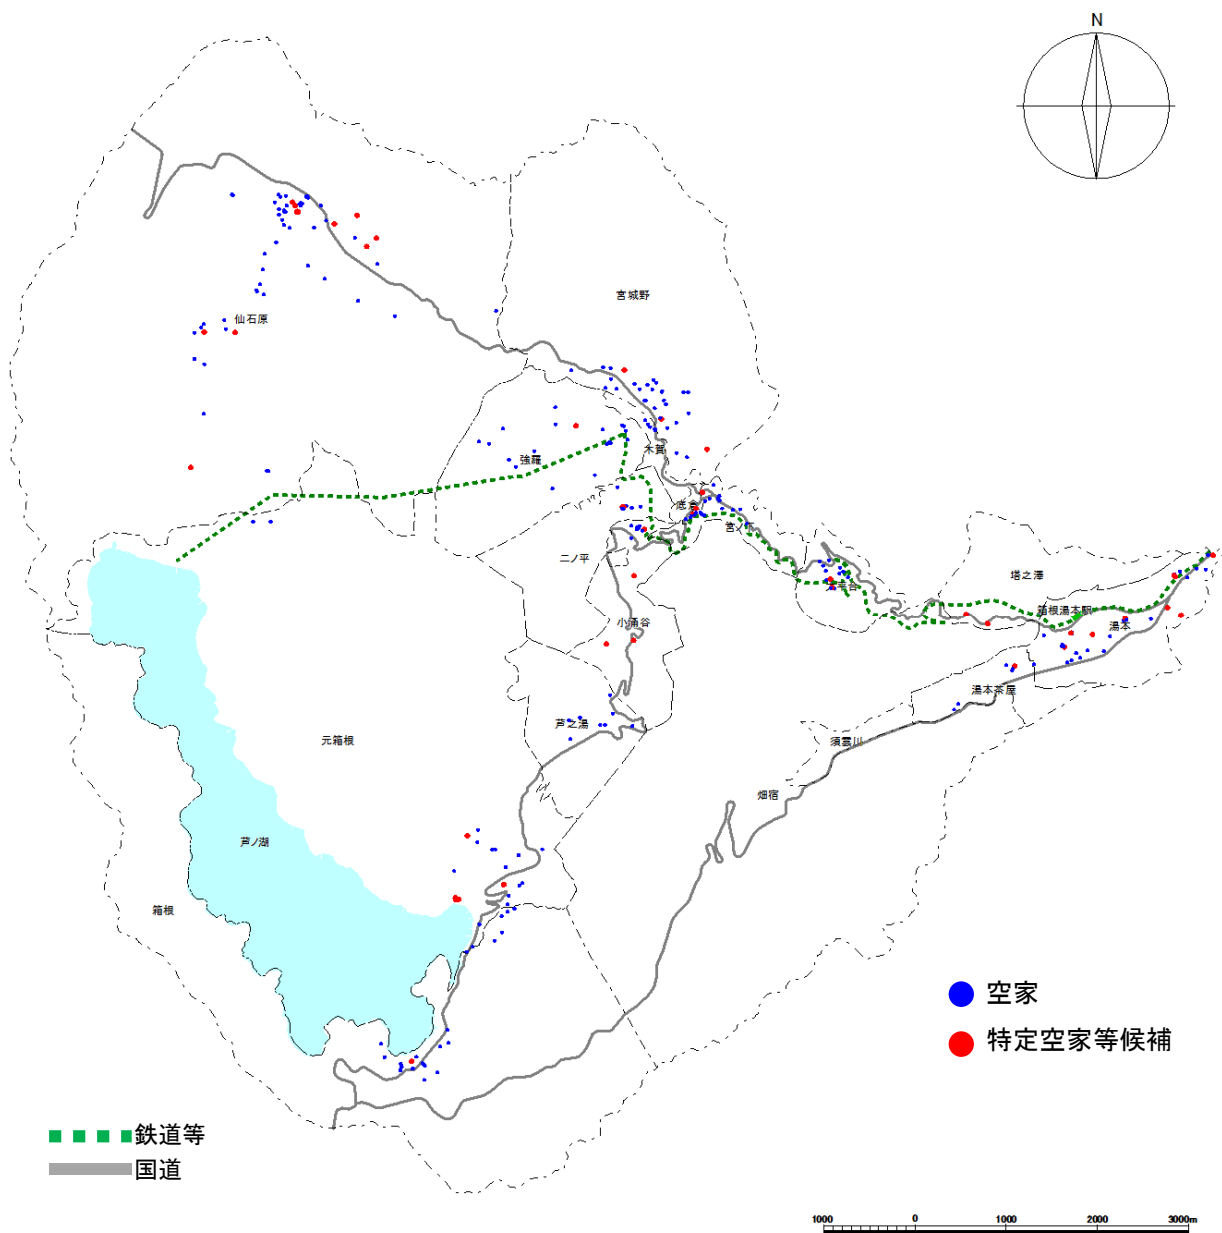 N
宮城野
仙石原
木賀
強羅
底倉
宮ノ下
二ノ平
塔之澤
大平台
箱根湯本駅
小涌谷
湯本
湯本茶屋
芦之湯
元箱根
須雲川
畑宿
芦ノ湖
箱根
空家
特定空家等候補
鉄道等
国道
1000 0 1000 2000 3000m